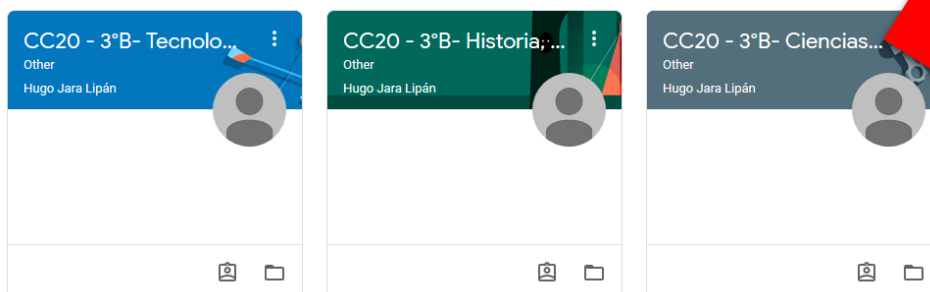 CC20 - 3°B- Tecnolo...
Other
Hugo Jara Lipán
CC20 - 3°B- Historia;...
Other
Hugo Jara Lipán
CC20 - 3°B- Ciencias...
Other
Hugo Jara Lipán